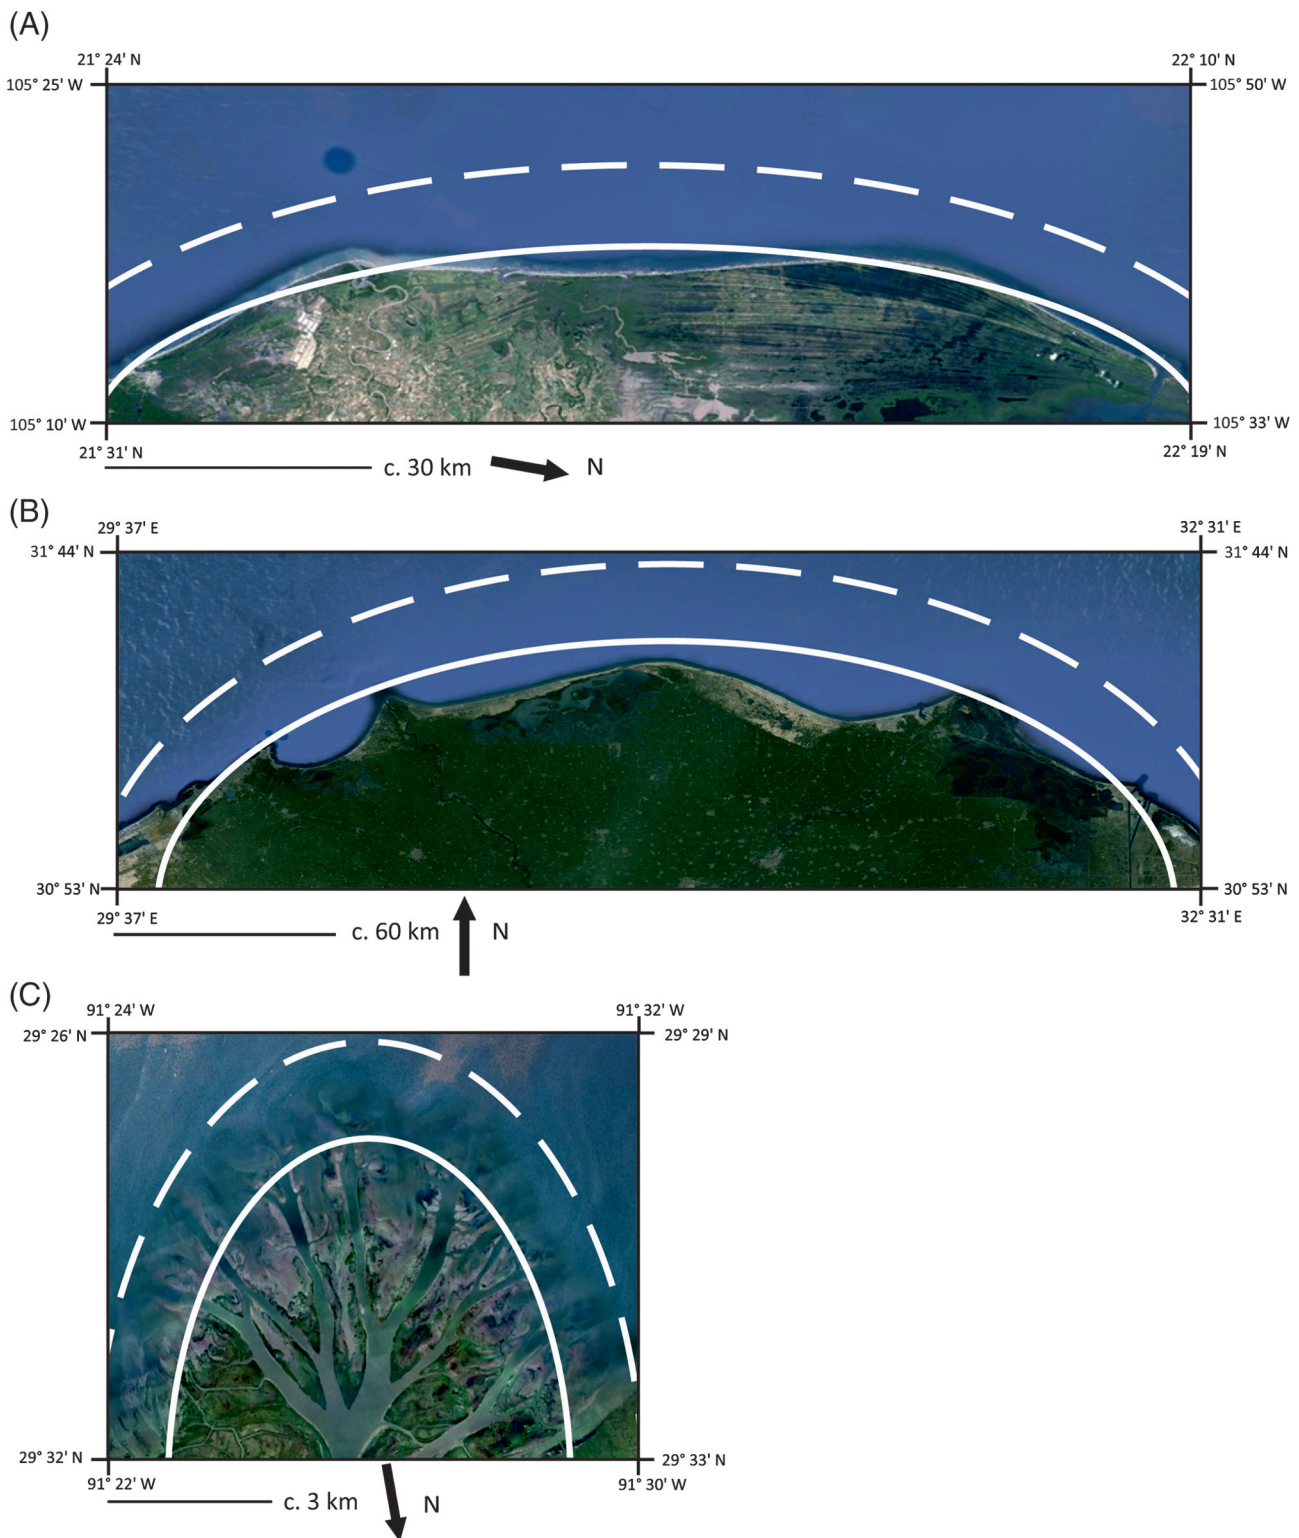 (A)
21° 24' N
22° 10' N
105° 25' W
105° 50' W
105° 10' W
105° 33' W
21° 31' N
22° 19' N
c. 30 km
N
(B)
29° 37' E
32° 31' E
31° 44' N
31° 44' N
30° 53' N
30° 53' N
29° 37' E
32° 31' E
c. 60 km
N
(C)
91° 24' W
91° 32' W
29° 26' N
29° 29' N
29° 32' N
29° 33' N
91° 22' W
91° 30' W
c. 3 km
N